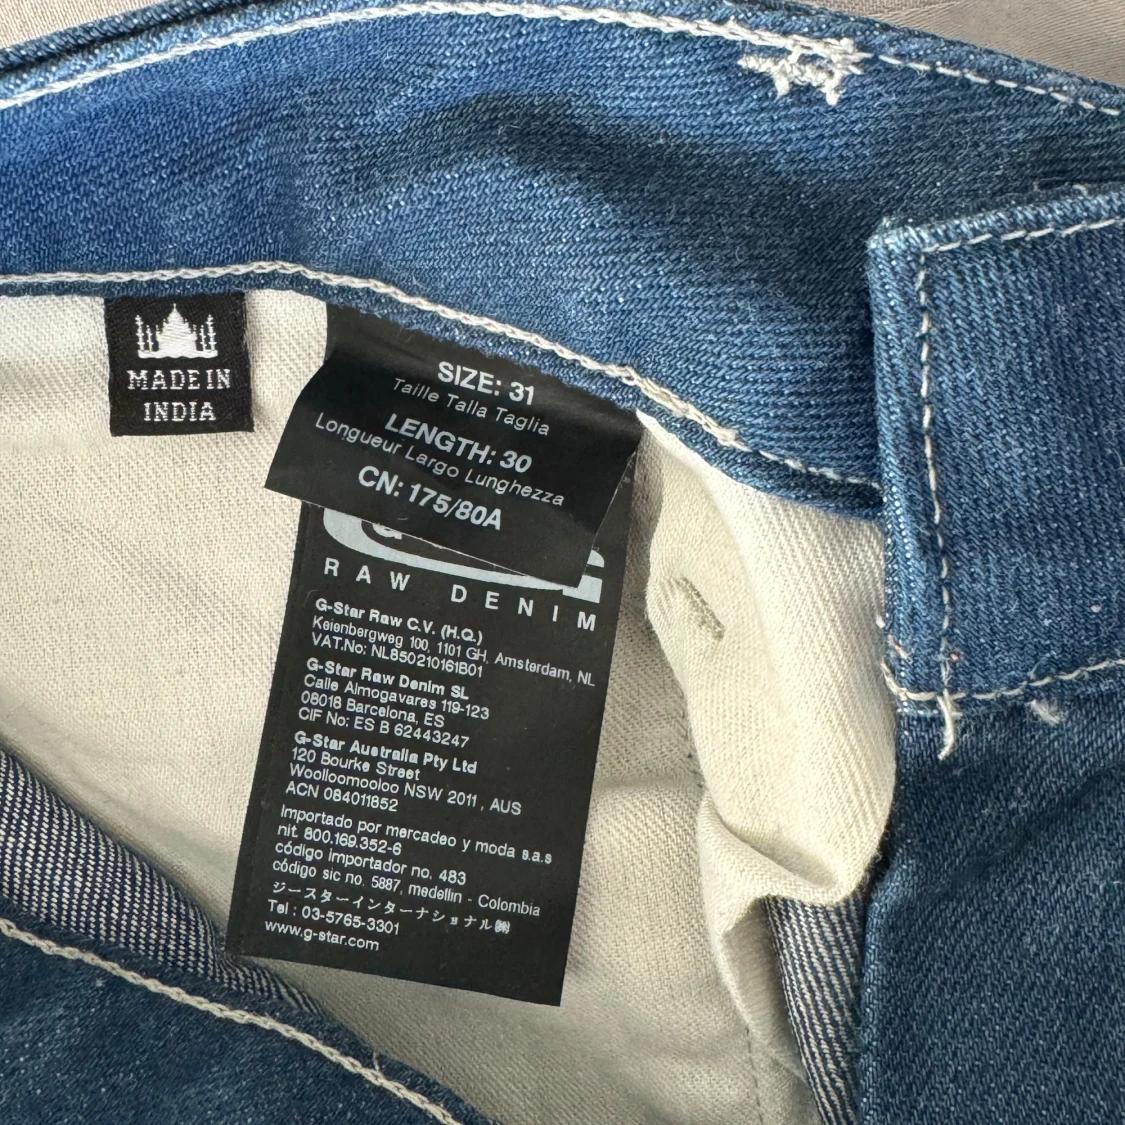 MADE IN
INDIA
SIZE: 31
Taille Talla Taglia
LENGTH: 30
Longueur Largo Lunghezza
CN: 175/80A
RAW DENIM
G-Star Raw C.V. (H.Q.)
Keienbergweg 100, 1101 GH, Amsterdam, NL
VAT.No: NL850210161B01
G-Star Raw Denim SL
Calle Almogavares 119-123
08018 Barcelona, ES
CIF No: ES B 62443247
G-Star Australia Pty Ltd
120 Bourke Street
Woolloomooloo NSW 2011, AUS
ACN 084011852
Importado por mercadeo y moda s.a.s
nit. 800.169.352-6
código importador no. 483
código sic no. 5887, medellin - Colombia
ジースターインターナショナル㈱
Tel : 03-5765-3301
www.g-star.com